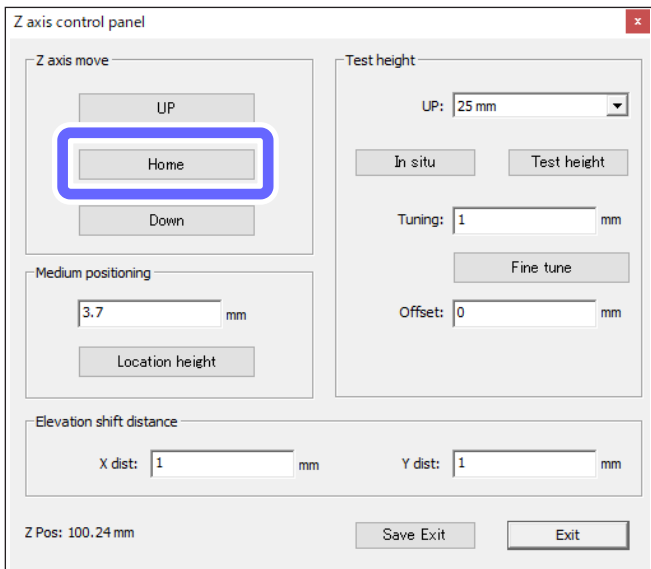 Z axis control panel
x
Z axis move
UP
Home
Down
Medium positioning
3.7 mm
Location height
Test height
UP: 25 mm
In situ Test height
Tuning: 1 mm
Fine tune
Offset: 0 mm
Elevation shift distance
X dist: 1 mm Y dist: 1 mm
Z Pos: 100.24 mm Save Exit Exit